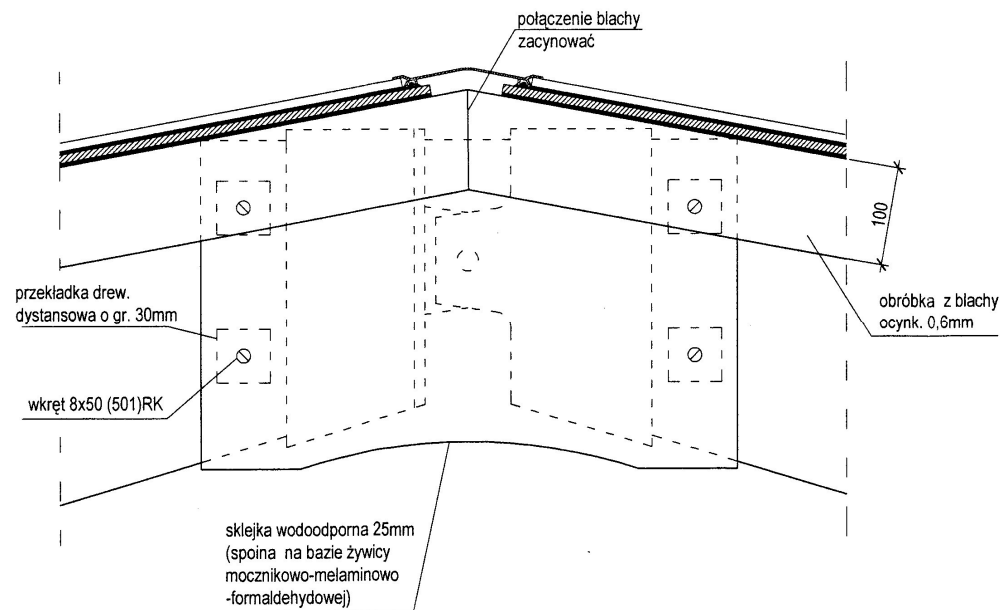 połączenie blachy
zacynować
100
przekładka drew.
dystansowa o gr. 30mm
obróbka z blachy
ocynk. 0,6mm
wkręt 8x50 (501)RK
sklejka wodoodporna 25mm
(spoina na bazie żywicy
mocznikowo-melaminowo
-formaldehydowej)